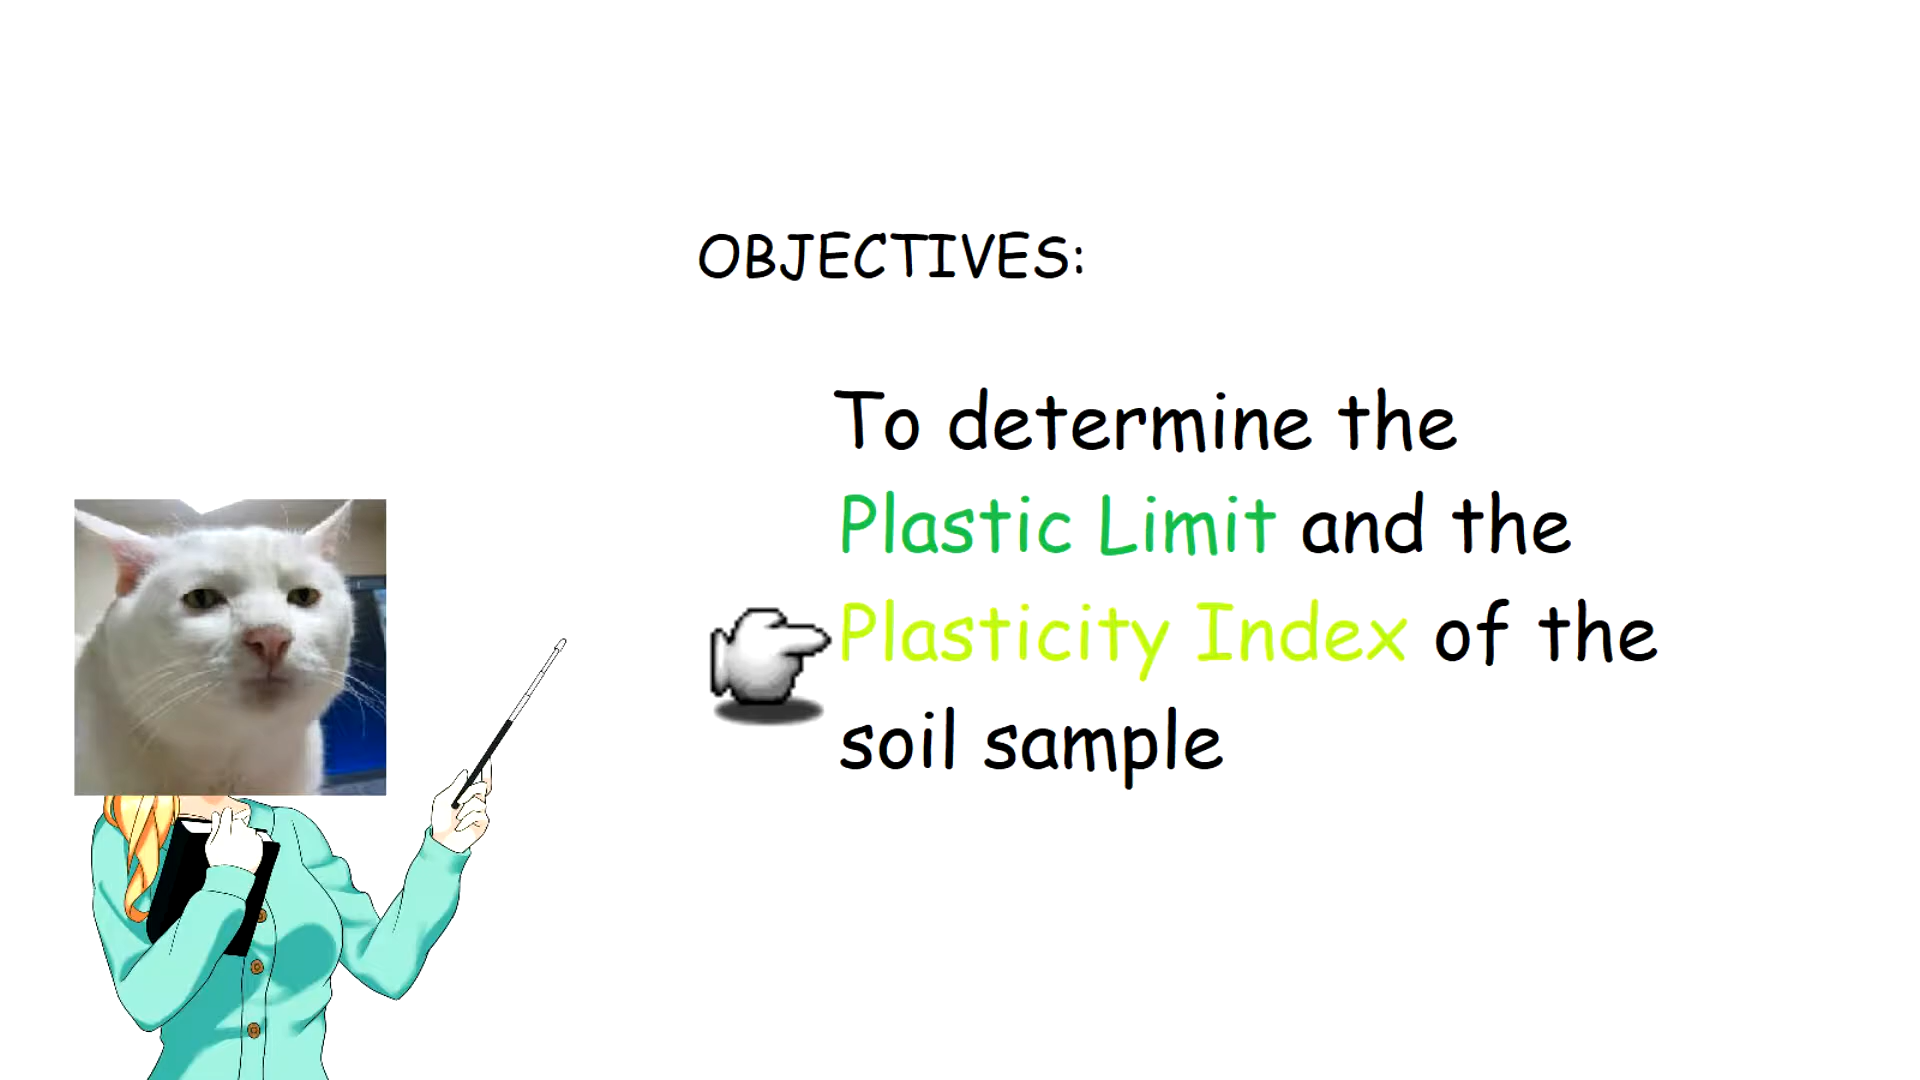 OBJECTIVES:
To determine the
Plastic Limit and the
Plasticity Index of the
soil sample